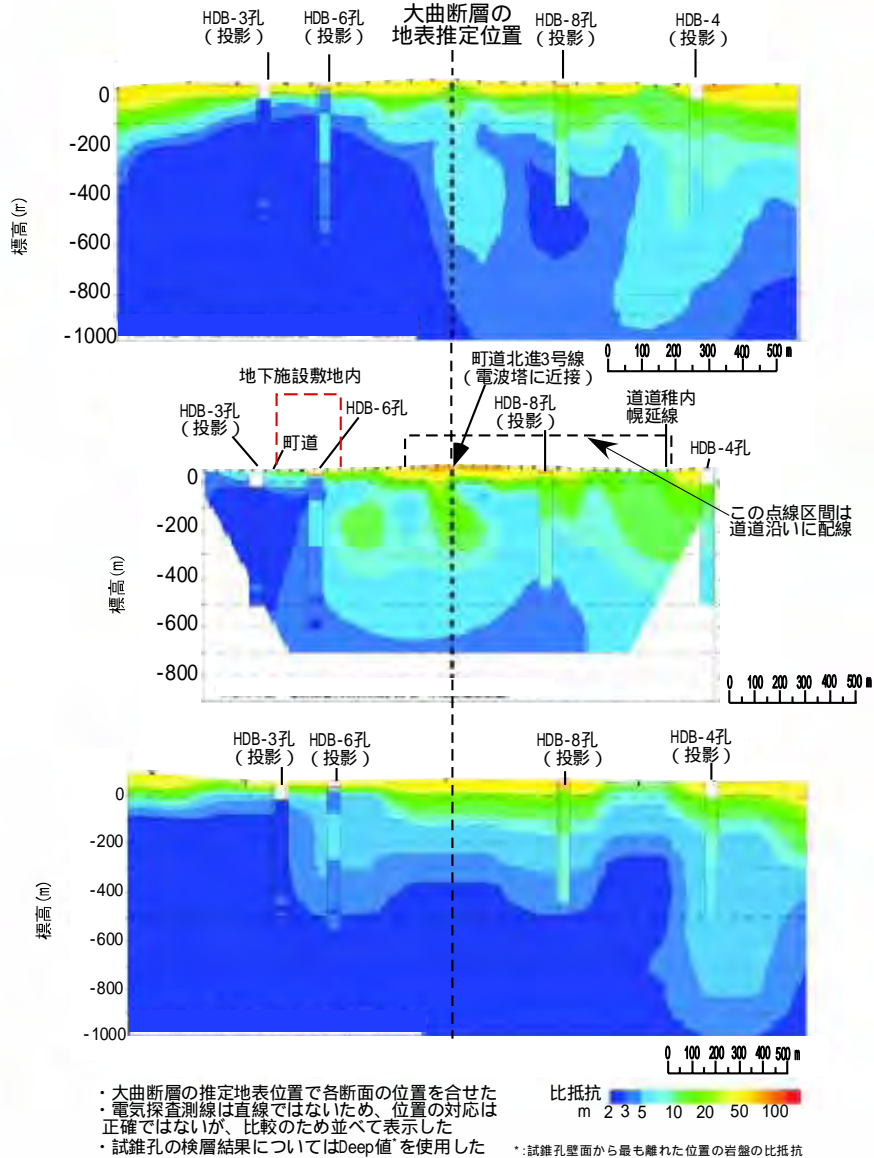 HDB-3孔
（投影）
HDB-6孔
（投影）
大曲断層の
地表推定位置
HDB-8孔
（投影）
HDB-4
（投影）
0
-200
-400
-600
-800
-1000
標高(m)
0 100 200 300 400 500 m
地下施設敷地内
HDB-3孔
（投影）
町道
HDB-6孔
町道北進3号線
（電波塔に近接）
HDB-8孔
（投影）
道道稚内
幌延線
HDB-4孔
この点線区間は
道道沿いに配線
0
-200
-400
-600
-800
標高(m)
0 100 200 300 400 500 m
HDB-3孔
（投影）
HDB-6孔
（投影）
HDB-8孔
（投影）
HDB-4孔
（投影）
0
-200
-400
-600
-800
-1000
標高(m)
0 100 200 300 400 500 m
・大曲断層の推定地表位置で各断面の位置を合せた
・電気探査測線は直線ではないため、位置の対応は
正確ではないが、比較のため並べて表示した
・試錐孔の検層結果についてはDeep値*を使用した
比抵抗
m 2 3 5 10 20 50 100
*:試錐孔壁面から最も離れた位置の岩盤の比抵抗